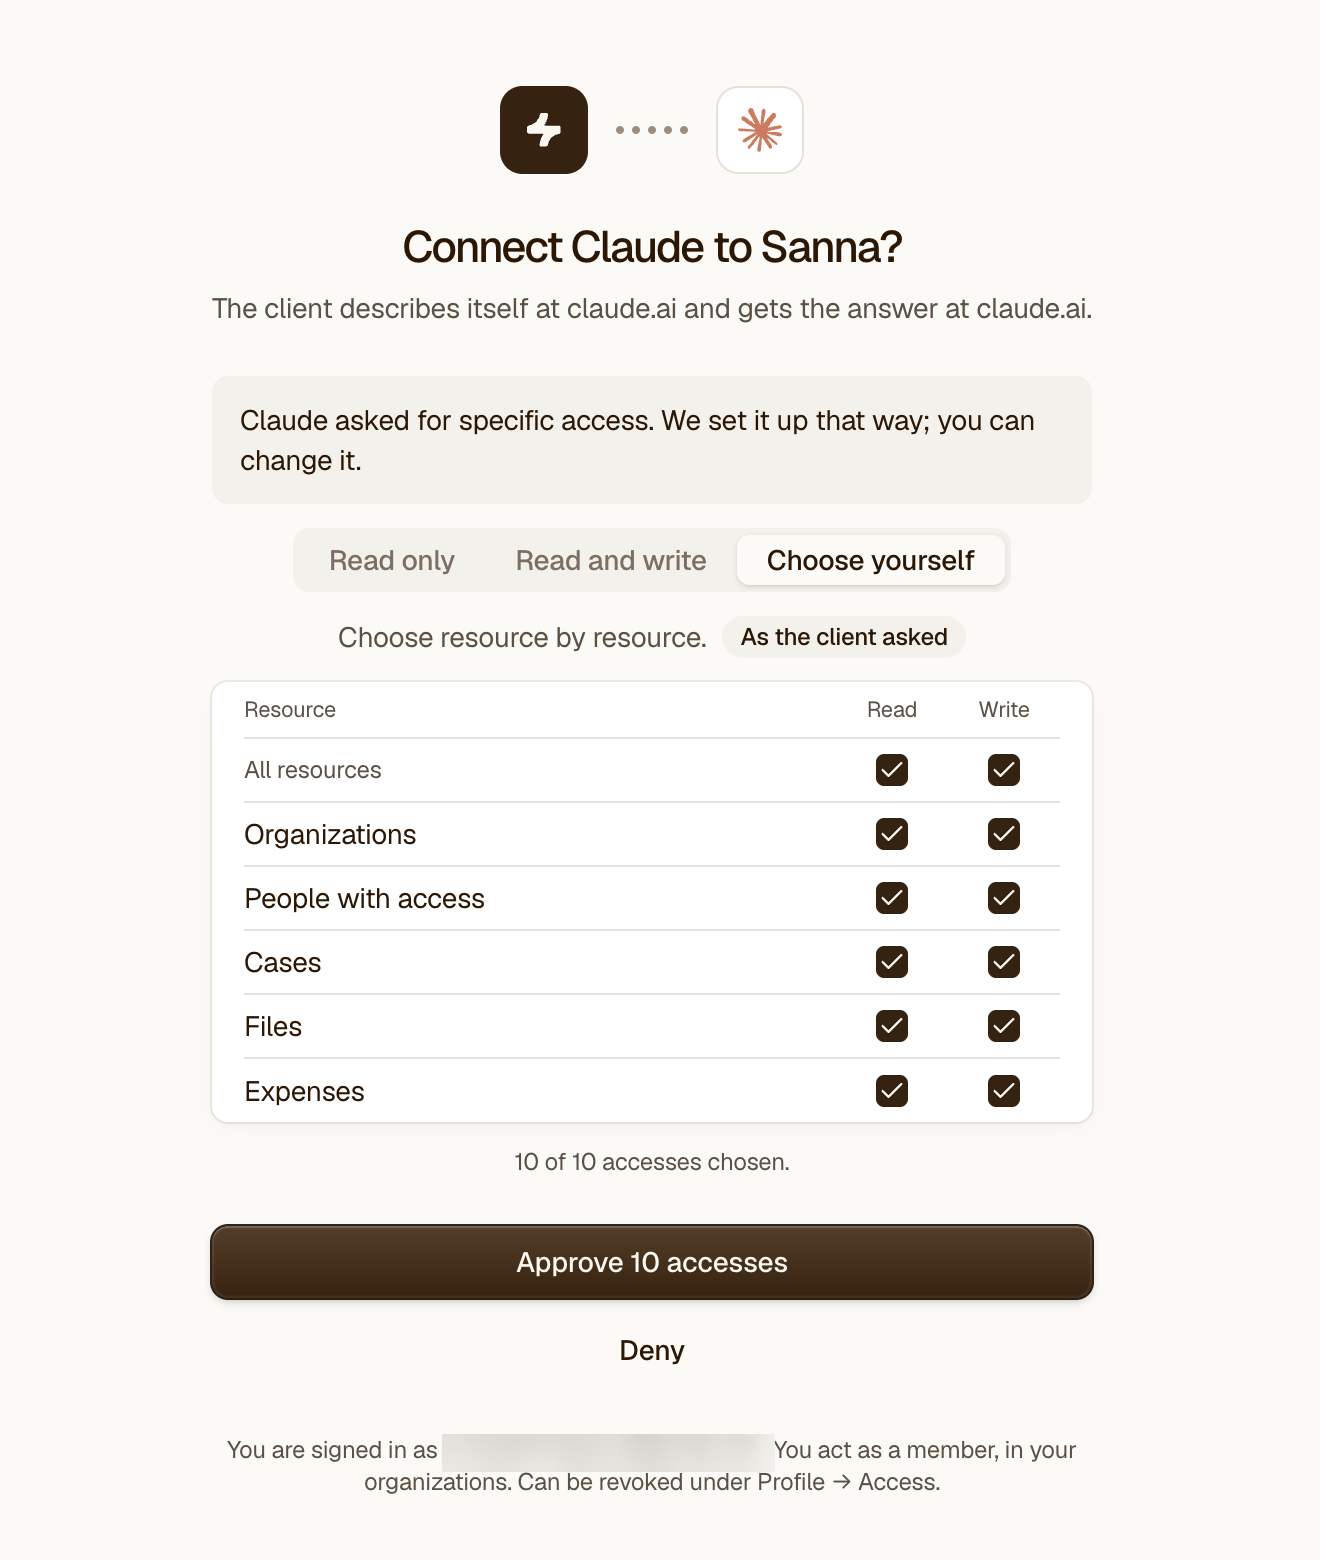 Connect Claude to Sanna?
The client describes itself at claude.ai and gets the answer at claude.ai.
Claude asked for specific access. We set it up that way; you can
change it.
Read only Read and write Choose yourself
Choose resource by resource. As the client asked
Resource Read Write
All resources
Organizations
People with access
Cases
Files
Expenses
10 of 10 accesses chosen.
Approve 10 accesses
Deny
You are signed in as You act as a member, in your
organizations. Can be revoked under Profile → Access.